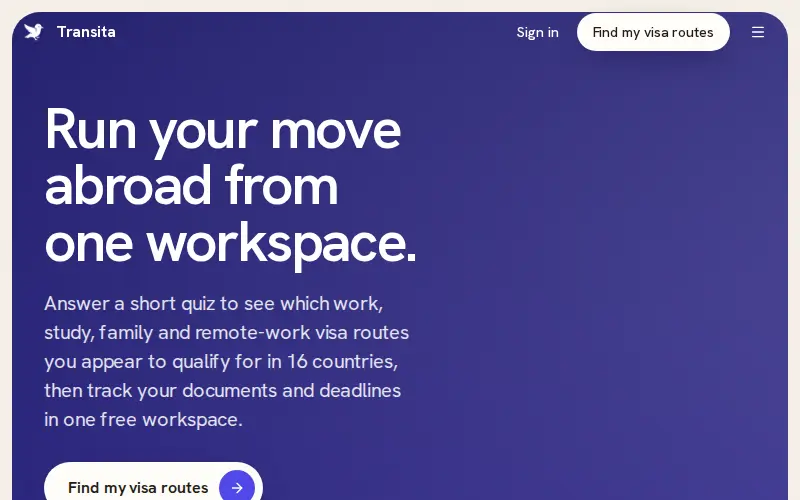 Transita
Sign in
Find my visa routes
Run your move
abroad from
one workspace.
Answer a short quiz to see which work,
study, family and remote-work visa routes
you appear to qualify for in 16 countries,
then track your documents and deadlines
in one free workspace.
Find my visa routes